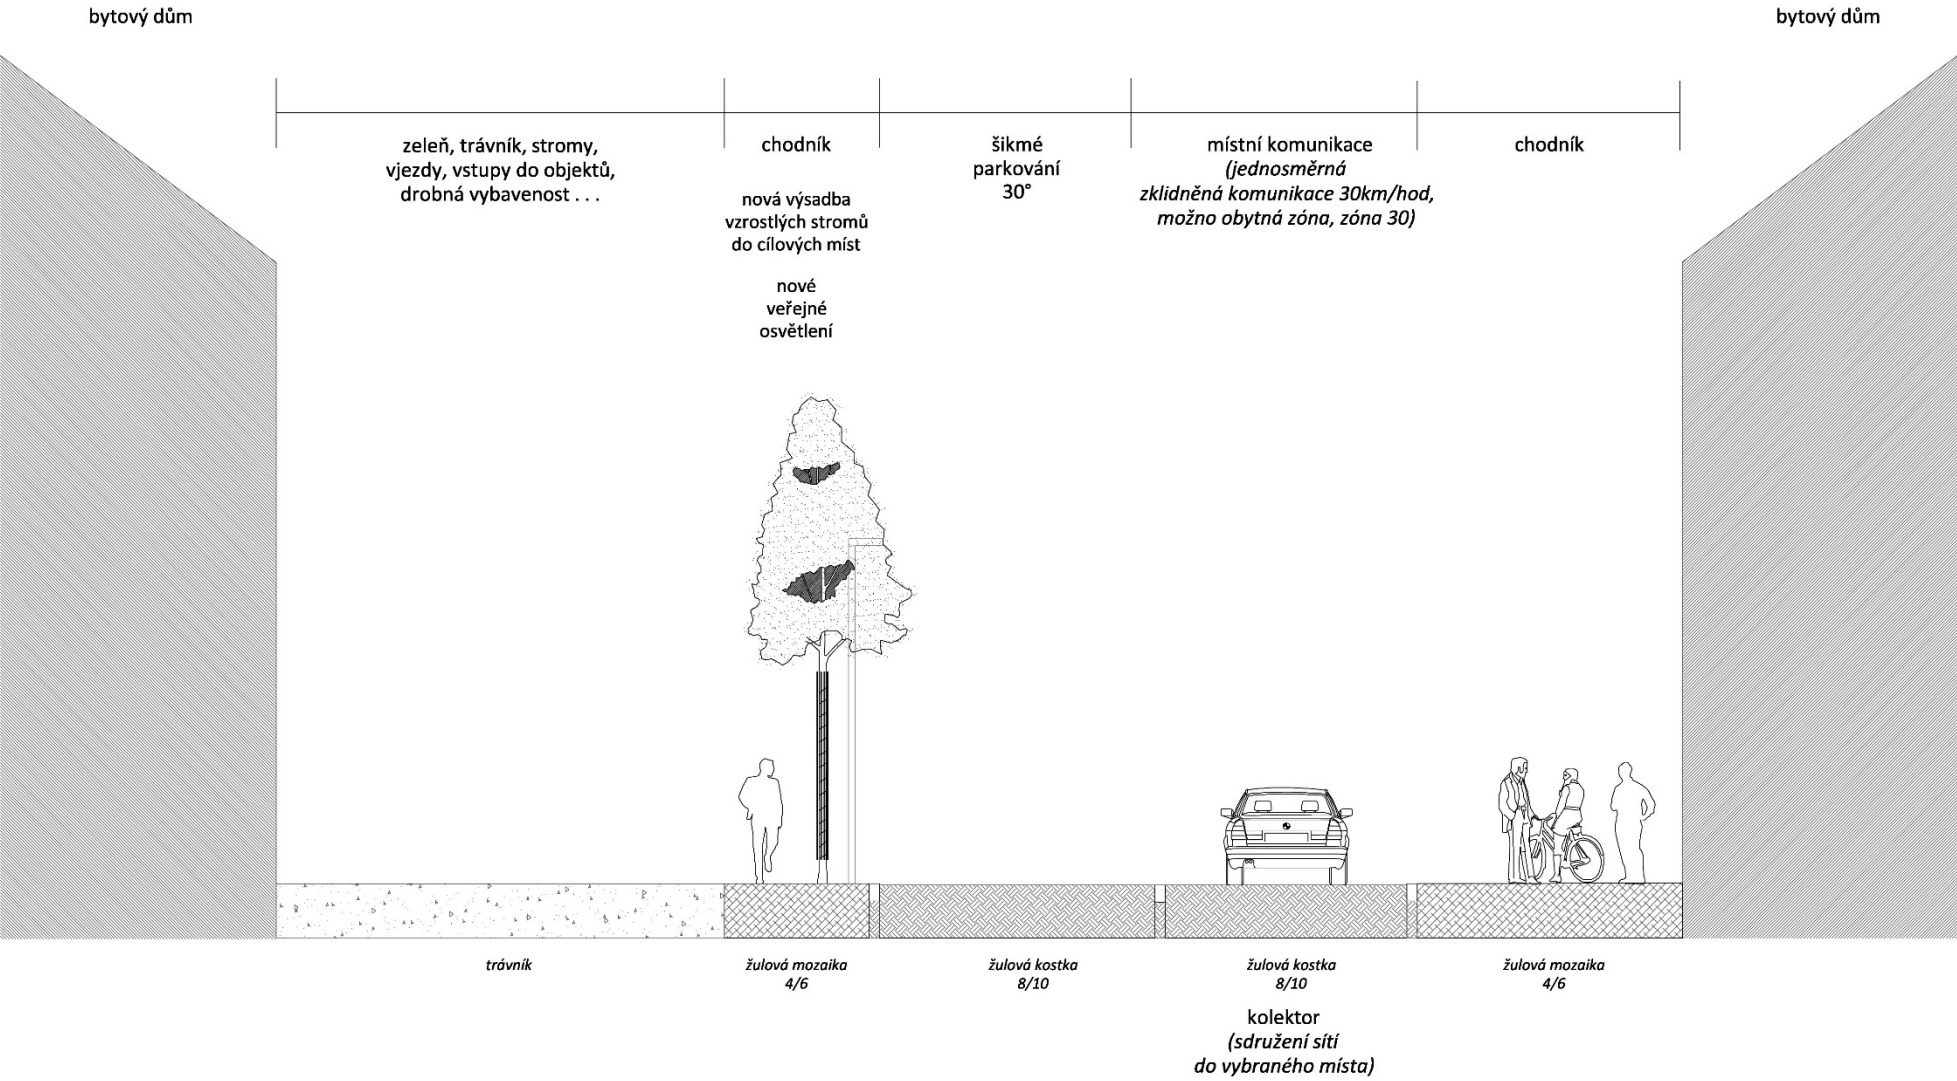 bytový dům
bytový dům
zeleň, trávník, stromy,
vjezdy, vstupy do objektů,
drobná vybavenost . . .
chodník
nová výsadba
vzrostlých stromů
do cílových míst
nové
veřejné
osvětlení
šikmé
parkování
30°
místní komunikace
(jednosměrná
zklidněná komunikace 30km/hod,
možno obytná zóna, zóna 30)
chodník
trávník
žulová mozaika
4/6
žulová kostka
8/10
žulová kostka
8/10
kolektor
(sdružení sítí
do vybraného místa)
žulová mozaika
4/6